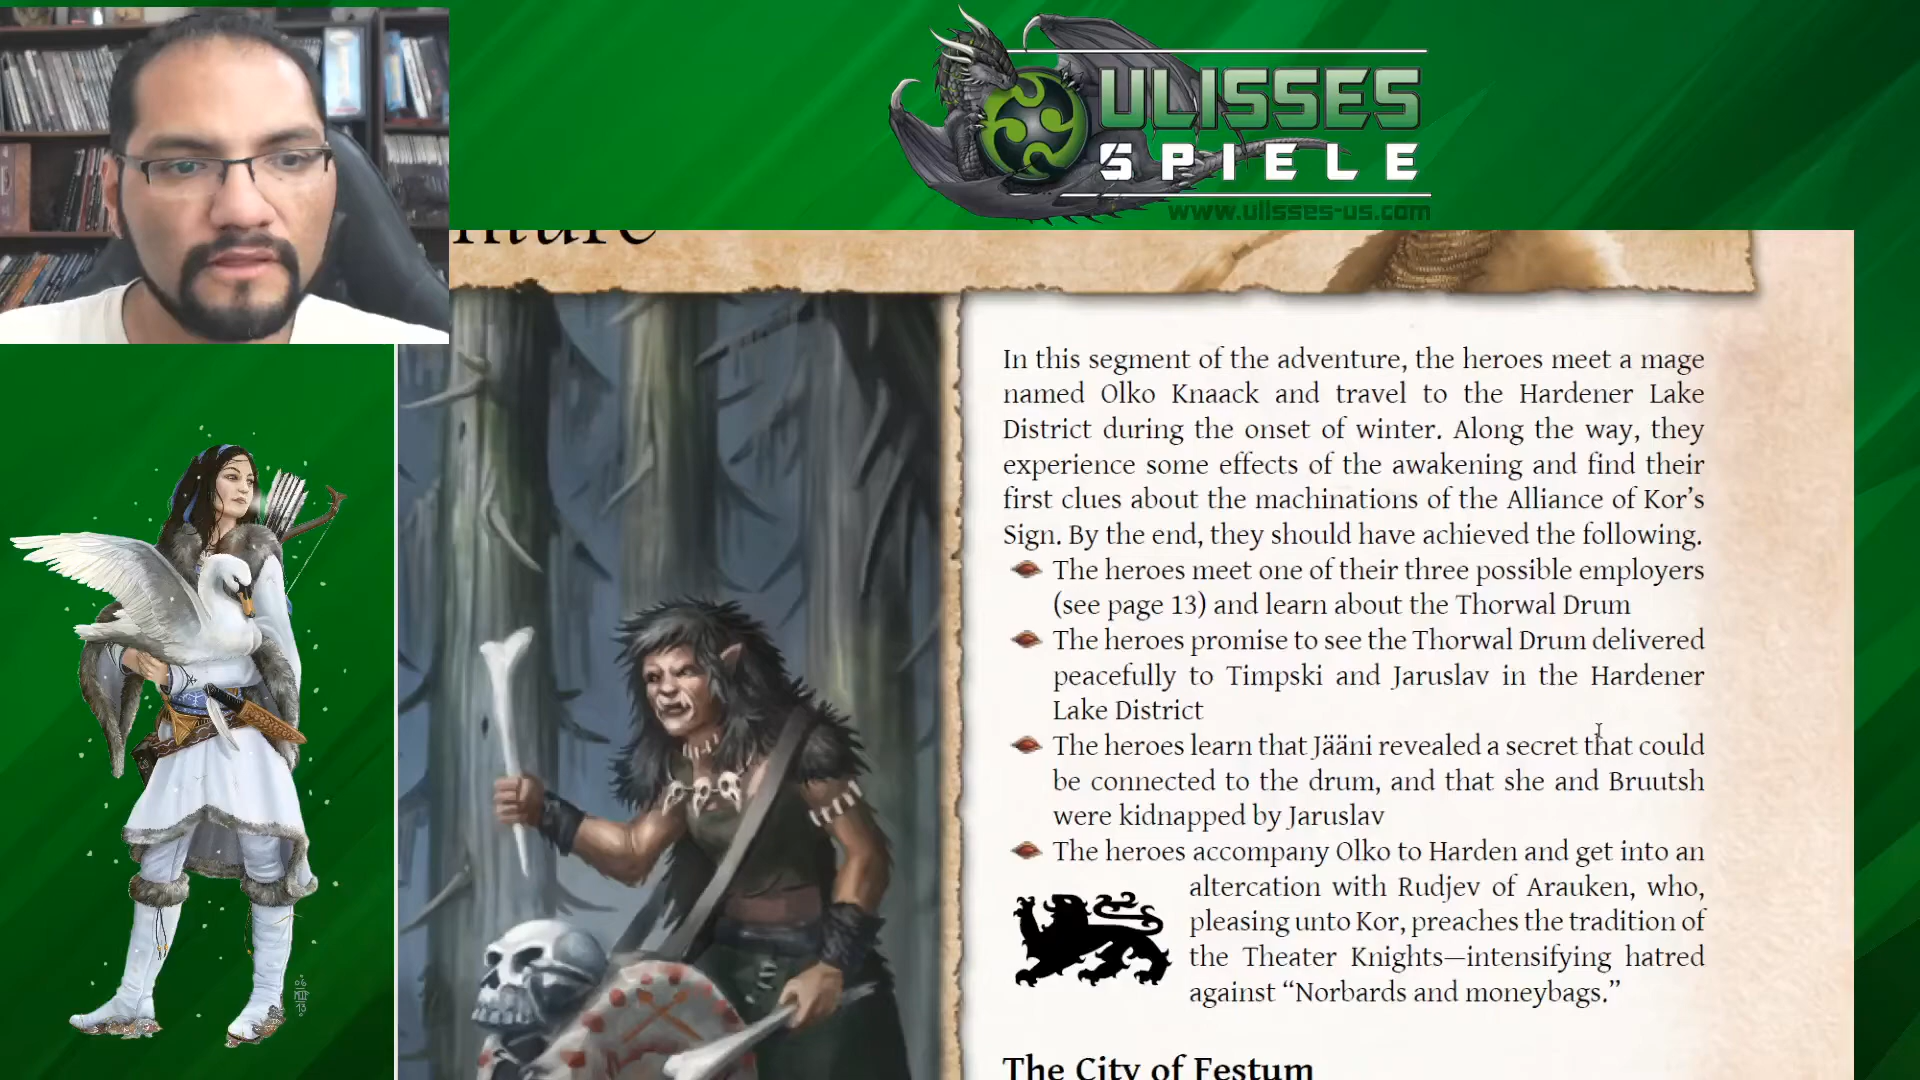 ULISSES
SPIELE
www.ulisses-us.com
In this segment of the adventure, the heroes meet a mage
named Olko Knaack and travel to the Hardener Lake
District during the onset of winter. Along the way, they
experience some effects of the awakening and find their
first clues about the machinations of the Alliance of Kor’s
Sign. By the end, they should have achieved the following.
The heroes meet one of their three possible employers
(see page 13) and learn about the Thorwal Drum
The heroes promise to see the Thorwal Drum delivered
peacefully to Timpski and Jaruslav in the Hardener
Lake District
The heroes learn that Jääni revealed a secret that could
be connected to the drum, and that she and Bruutsh
were kidnapped by Jaruslav
The heroes accompany Olko to Harden and get into an
altercation with Rudjev of Arauken, who,
pleasing unto Kor, preaches the tradition of
the Theater Knights—intensifying hatred
against “Norbards and moneybags.”
The City of Festum